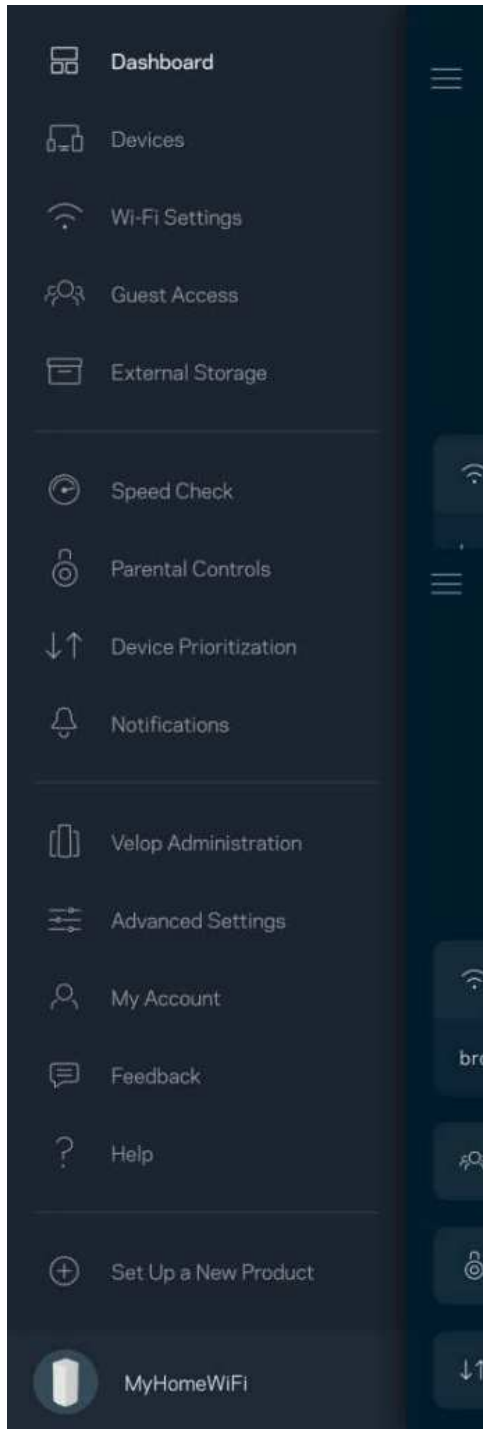 Dashboard
Devices
Wi-Fi Settings
Guest Access
External Storage
Speed Check
Parental Controls
Device Prioritization
Notifications
Velop Administration
Advanced Settings
My Account
Feedback
Help
Set Up a New Product
MyHomeWiFi